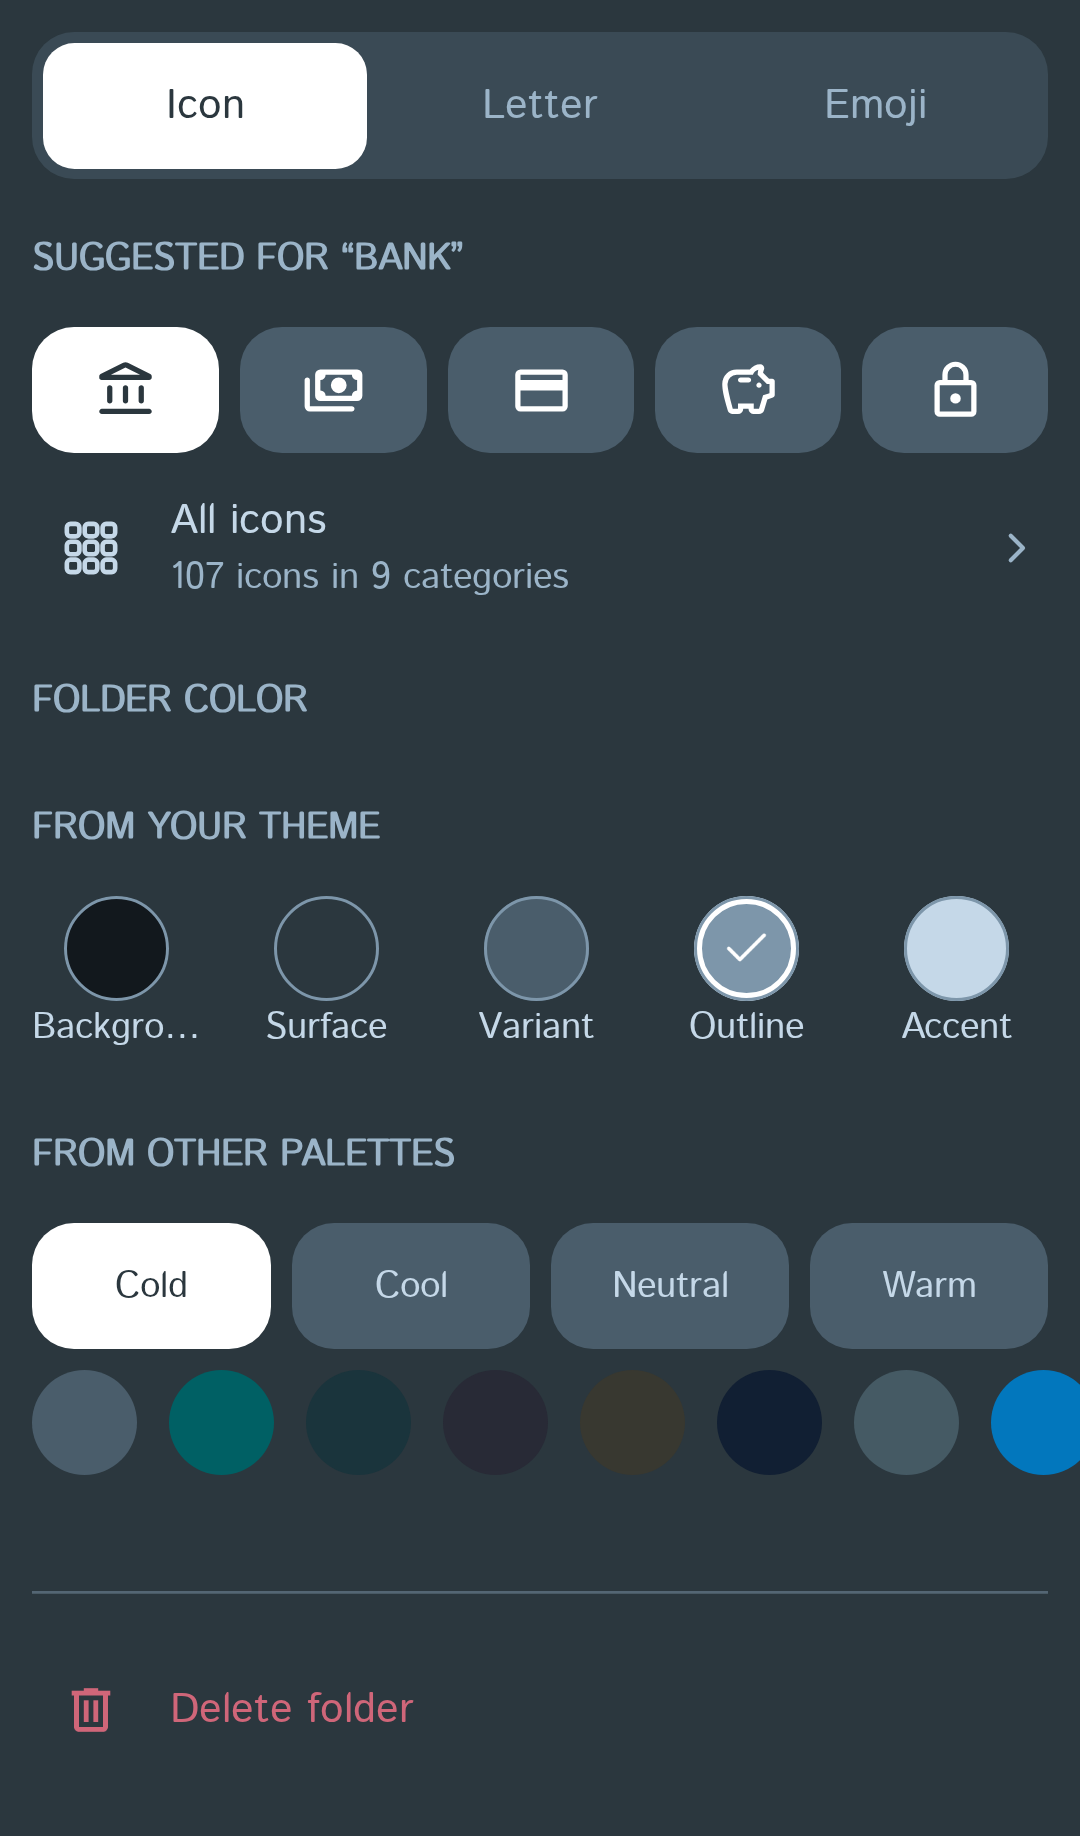 Icon Letter Emoji
SUGGESTED FOR “BANK”
All icons
107 icons in 9 categories
FOLDER COLOR
FROM YOUR THEME
Backgro... Surface Variant Outline Accent
FROM OTHER PALETTES
Cold Cool Neutral Warm
Delete folder